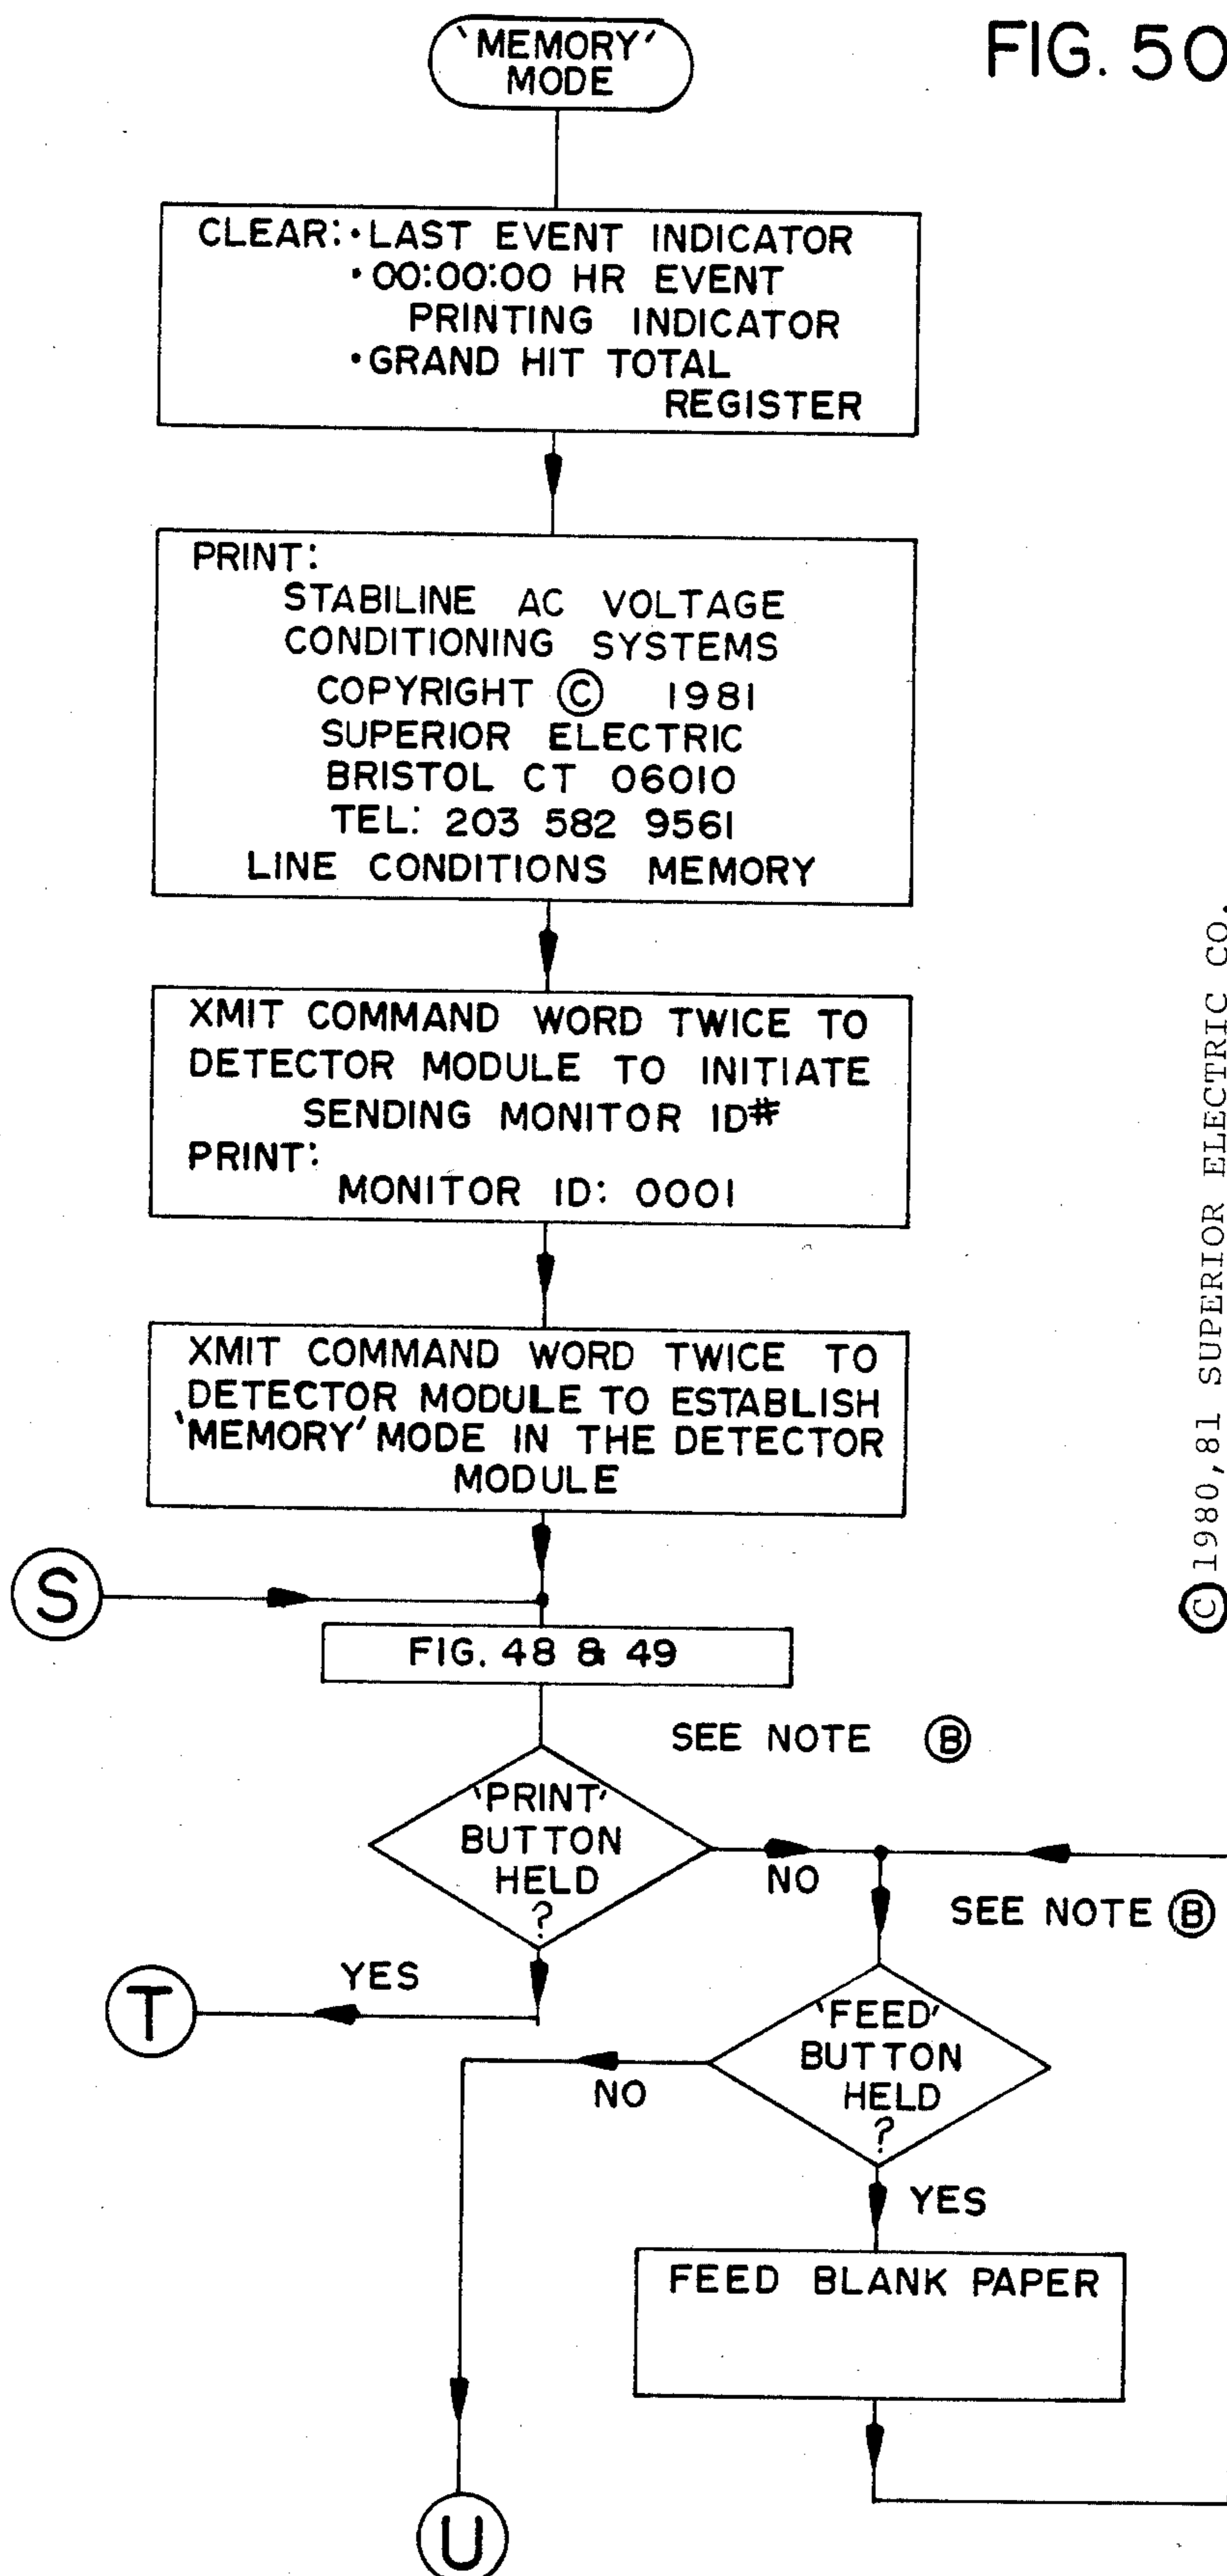 FIG. 50
'MEMORY'
MODE
CLEAR: • LAST EVENT INDICATOR
• 00:00:00 HR EVENT
PRINTING INDICATOR
• GRAND HIT TOTAL
REGISTER
PRINT:
STABILINE AC VOLTAGE
CONDITIONING SYSTEMS
COPYRIGHT © 1981
SUPERIOR ELECTRIC
BRISTOL CT 06010
TEL: 203 582 9561
LINE CONDITIONS MEMORY
XMIT COMMAND WORD TWICE TO
DETECTOR MODULE TO INITIATE
SENDING MONITOR ID#
PRINT:
MONITOR ID: 0001
XMIT COMMAND WORD TWICE TO
DETECTOR MODULE TO ESTABLISH
'MEMORY' MODE IN THE DETECTOR
MODULE
S
FIG. 48 & 49
SEE NOTE B
'PRINT'
BUTTON
HELD
?
NO
YES
T
SEE NOTE B
'FEED'
BUTTON
HELD
?
NO
YES
FEED BLANK PAPER
U
© 1980,81 SUPERIOR ELECTRIC CO.